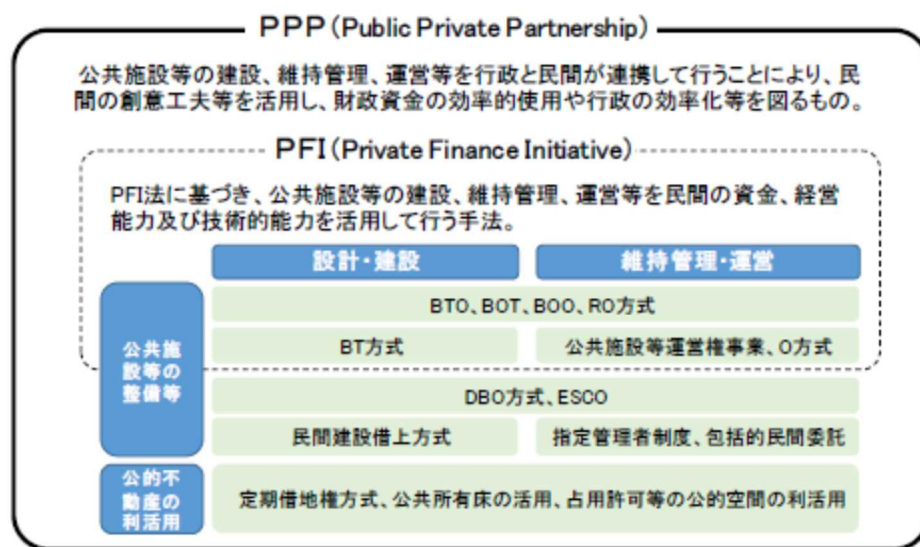 PPP(Public Private Partnership)
公共施設等の建設、維持管理、運営等を行政と民間が連携して行うことにより、民
間の創意工夫等を活用し、財政資金の効率的使用や行政の効率化等を図るもの。
PFI(Private Finance Initiative)
PFI法に基づき、公共施設等の建設、維持管理、運営等を民間の資金、経営
能力及び技術的能力を活用して行う手法。
設計・建設
維持管理・運営
公共施
設等の
整備等
BTO、BOT、BOO、RO方式
BT方式
公共施設等運営権事業、O方式
DBO方式、ESCO
民間建設借上方式
指定管理者制度、包括的民間委託
公的不
動産の
利活用
定期借地権方式、公共所有床の活用、占用許可等の公的空間の利活用